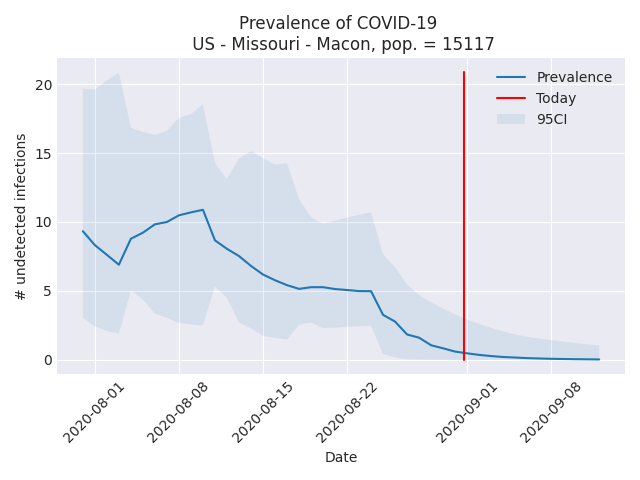 Prevalence of COVID-19
US - Missouri - Macon, pop. = 15117
Prevalence
Today
95CI
# undetected infections
20
15
10
5
0
2020-08-01
2020-08-08
2020-08-15
2020-08-22
2020-09-01
2020-09-08
Date